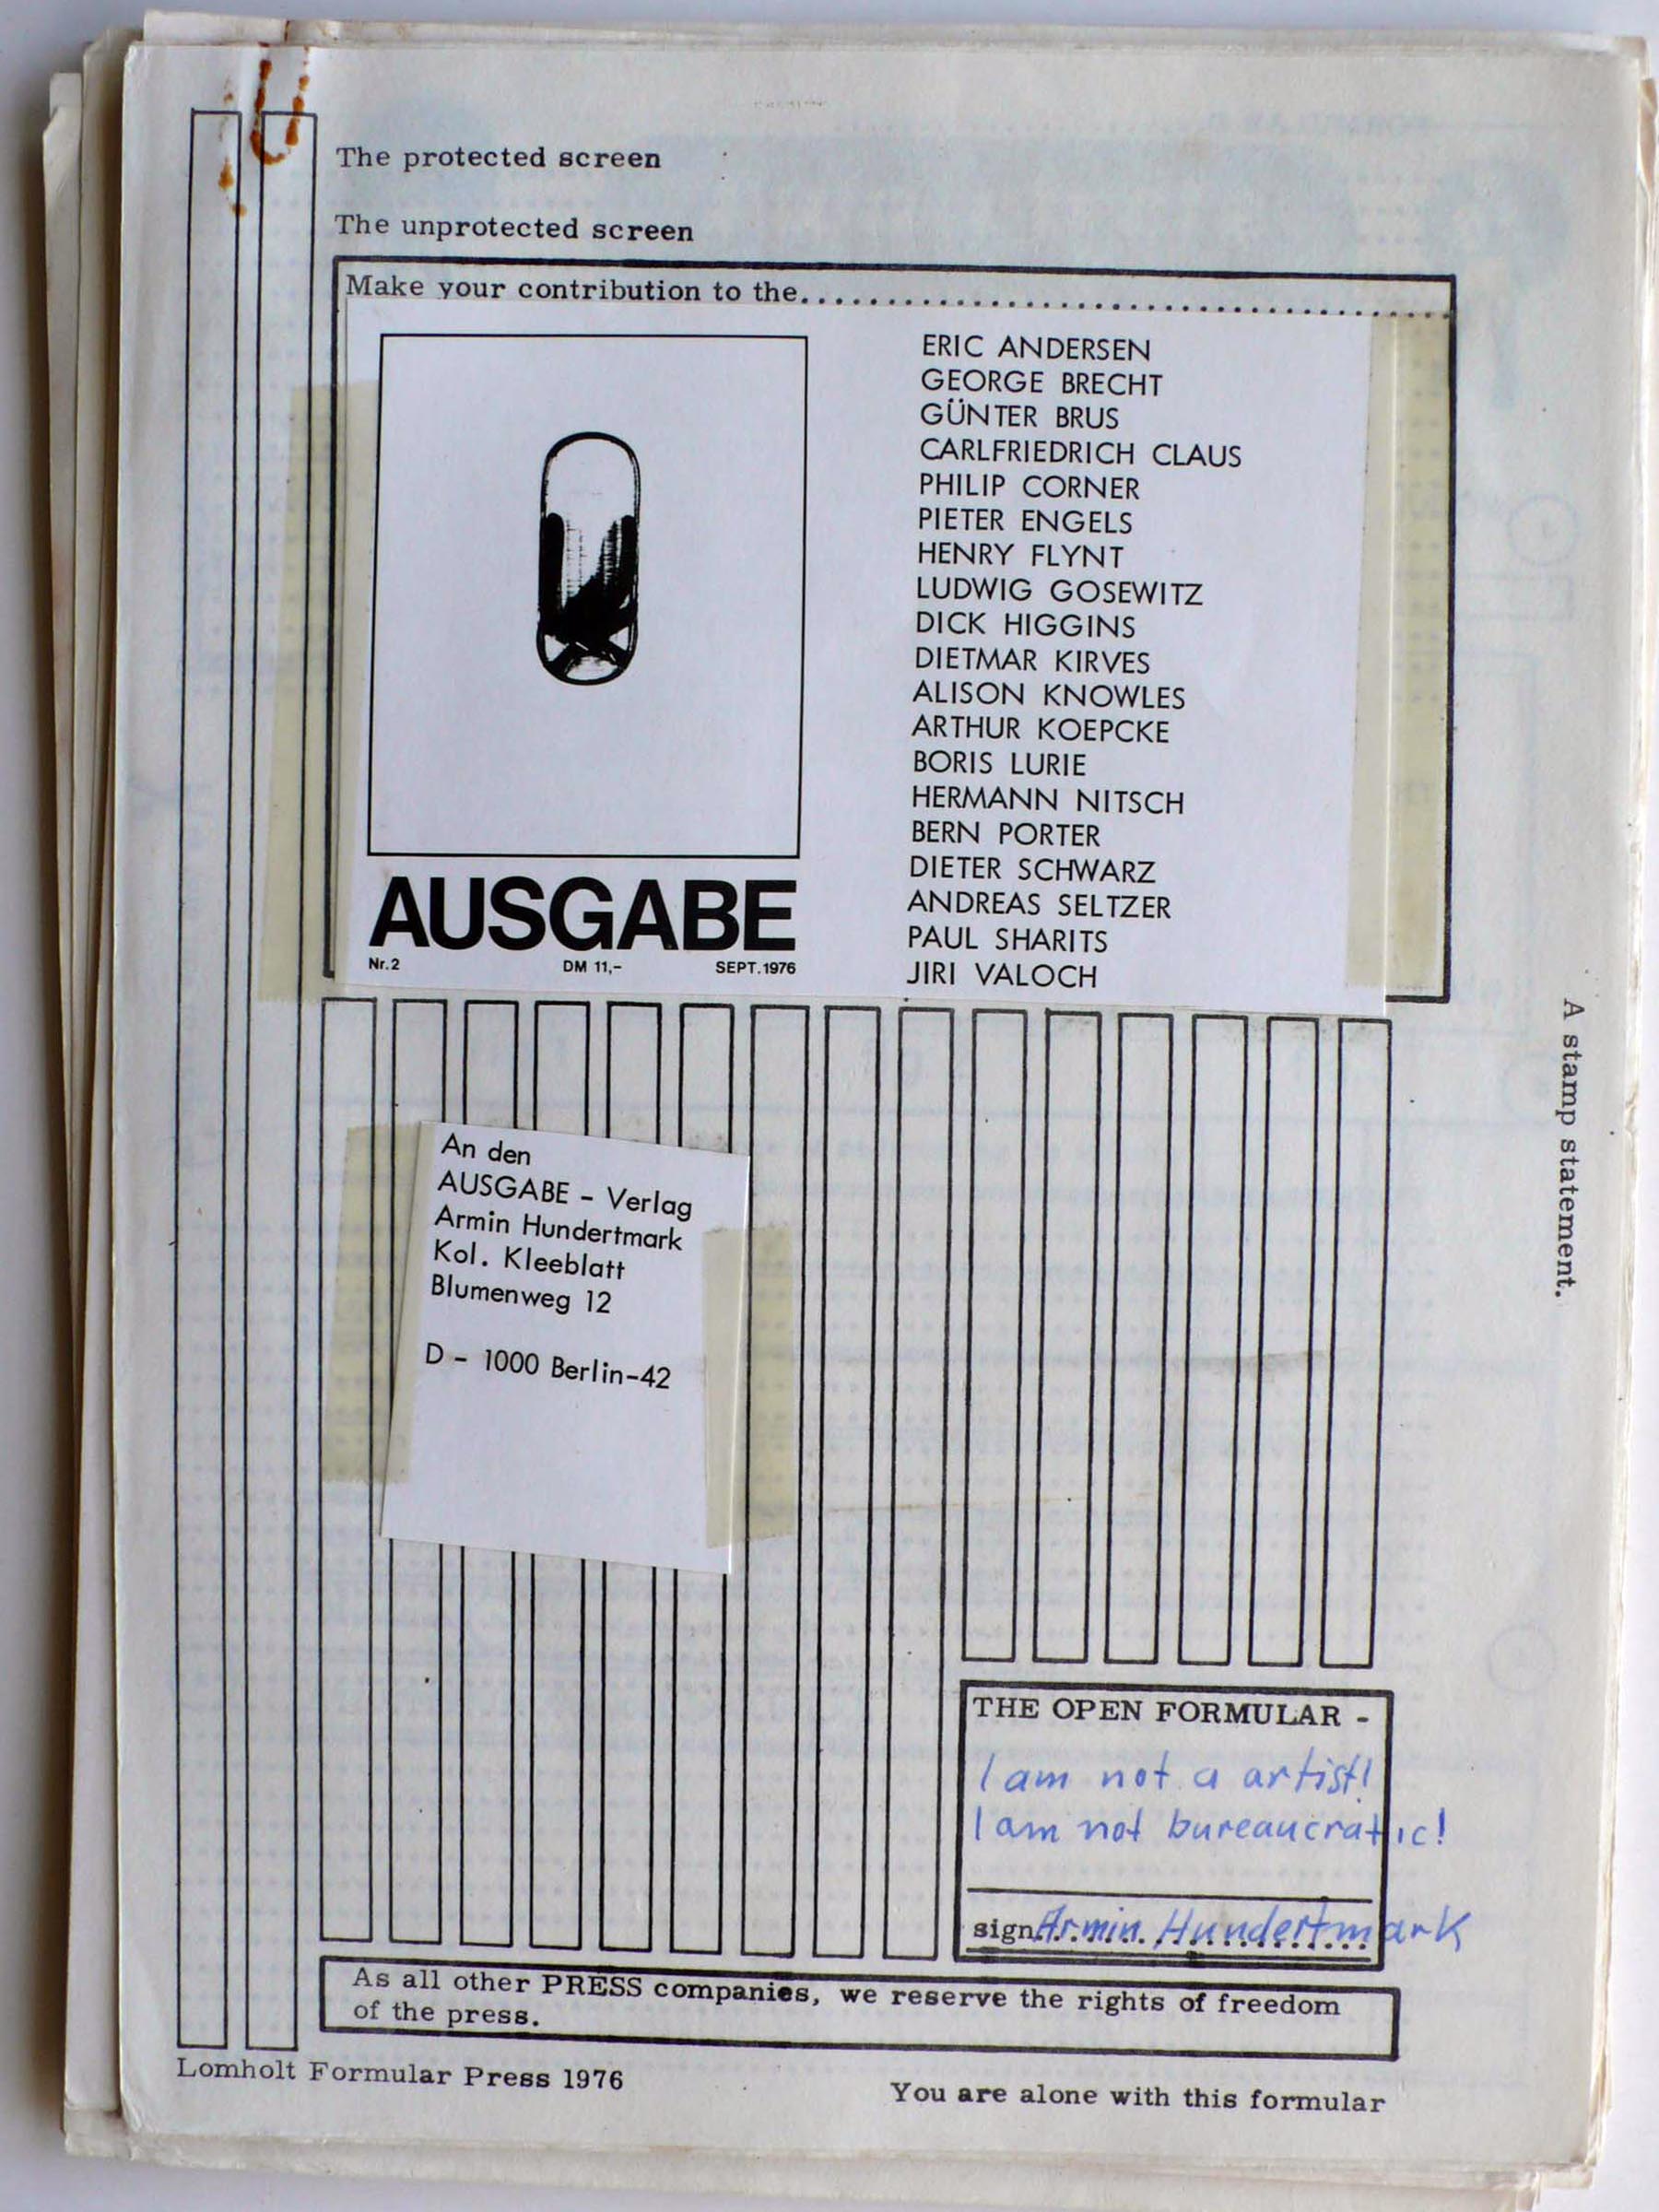 The protected screen
The unprotected screen
Make your contribution to the.......................................
ERIC ANDERSEN
GEORGE BRECHT
GÜNTER BRUS
CARLFRIEDRICH CLAUS
PHILIP CORNER
PIETER ENGELS
HENRY FLYNT
LUDWIG GOSEWITZ
DICK HIGGINS
DIETMAR KIRVES
ALISON KNOWLES
ARTHUR KOEPCKE
BORIS LURIE
HERMANN NITSCH
BERN PORTER
DIETER SCHWARZ
ANDREAS SELTZER
PAUL SHARITS
JIRI VALOCH
AUSGABE
Nr.2 DM 11,- SEPT.1976
A stamp statement.
An den
AUSGABE - Verlag
Armin Hundertmark
Kol. Kleeblatt
Blumenweg 12
D - 1000 Berlin-42
THE OPEN FORMULAR -
I am not a artist!
I am not bureaucratic!
sign. Armin Hundertmark
As all other PRESS companies, we reserve the rights of freedom
of the press.
Lomholt Formular Press 1976
You are alone with this formular